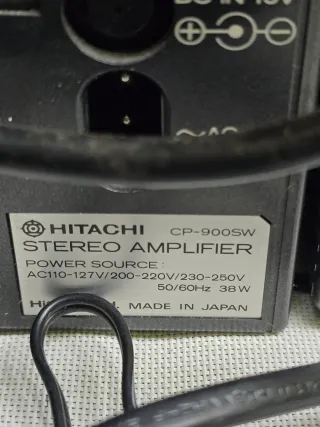 DC IN 15V
HITACHI CP-900SW
STEREO AMPLIFIER
POWER SOURCE:
AC110-127V/200-220V/230-250V
50/60Hz 38W
MADE IN JAPAN